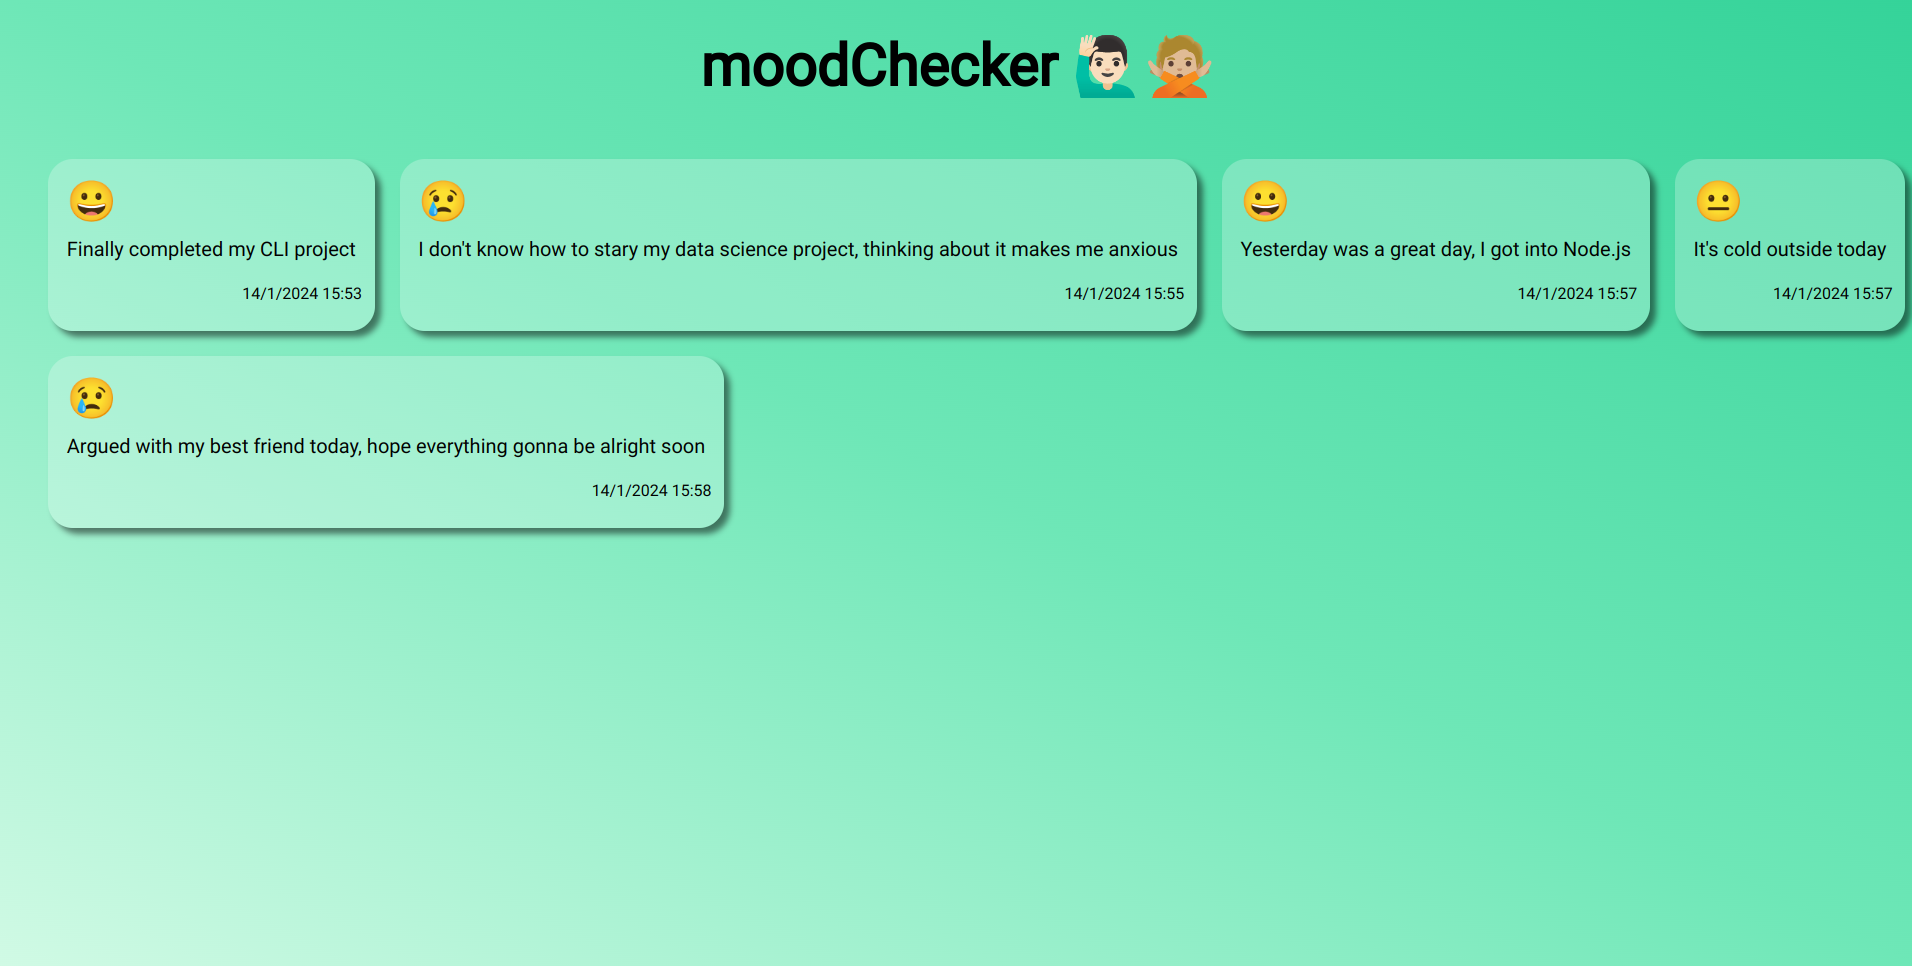 moodChecker 🙋🏻‍♂️ 🙅🏼
😀
Finally completed my CLI project
14/1/2024 15:53
😢
I don't know how to stary my data science project, thinking about it makes me anxious
14/1/2024 15:55
😀
Yesterday was a great day, I got into Node.js
14/1/2024 15:57
😐
It's cold outside today
14/1/2024 15:57
😢
Argued with my best friend today, hope everything gonna be alright soon
14/1/2024 15:58